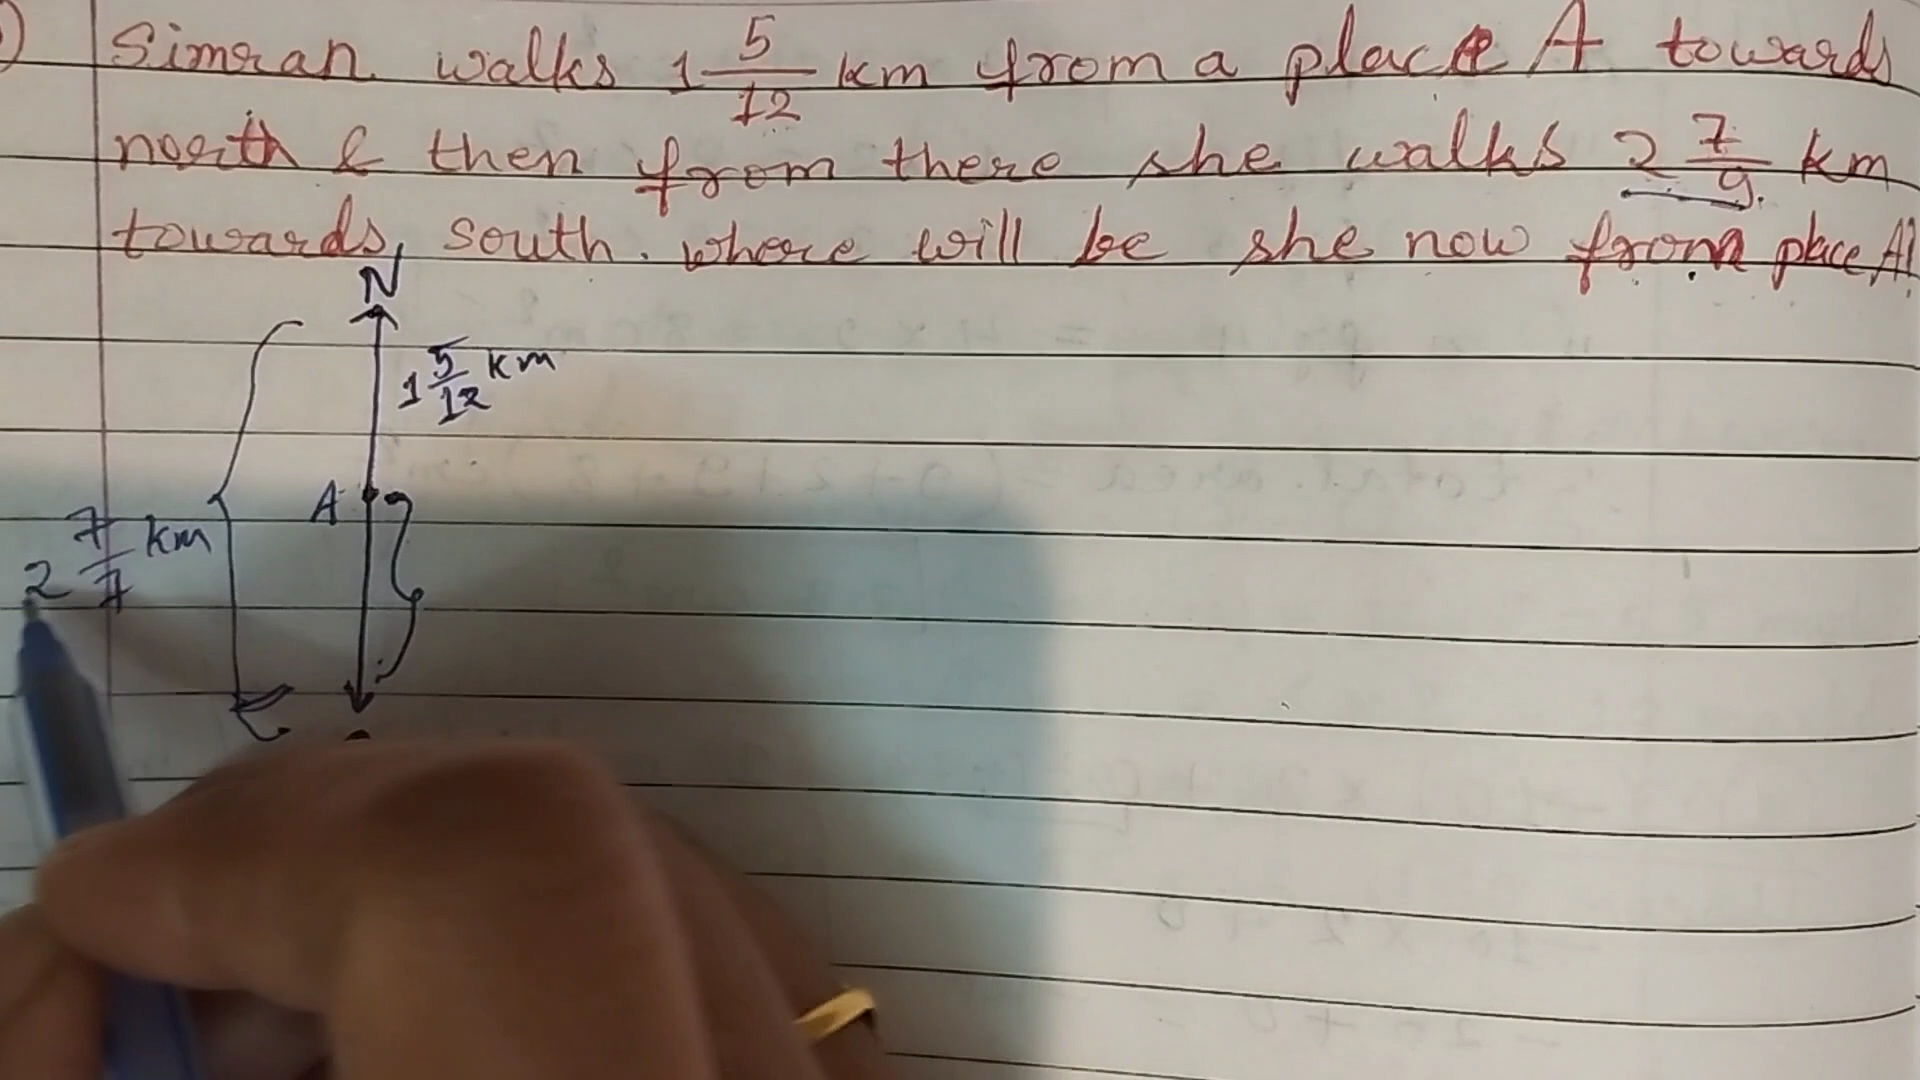 Simran walks 1 5/12 km from a place A towards
north & then from there she walks 2 7/9 km
towards south. where will be she now from place A?
N
1 5/12 km
A
2 7/7 km